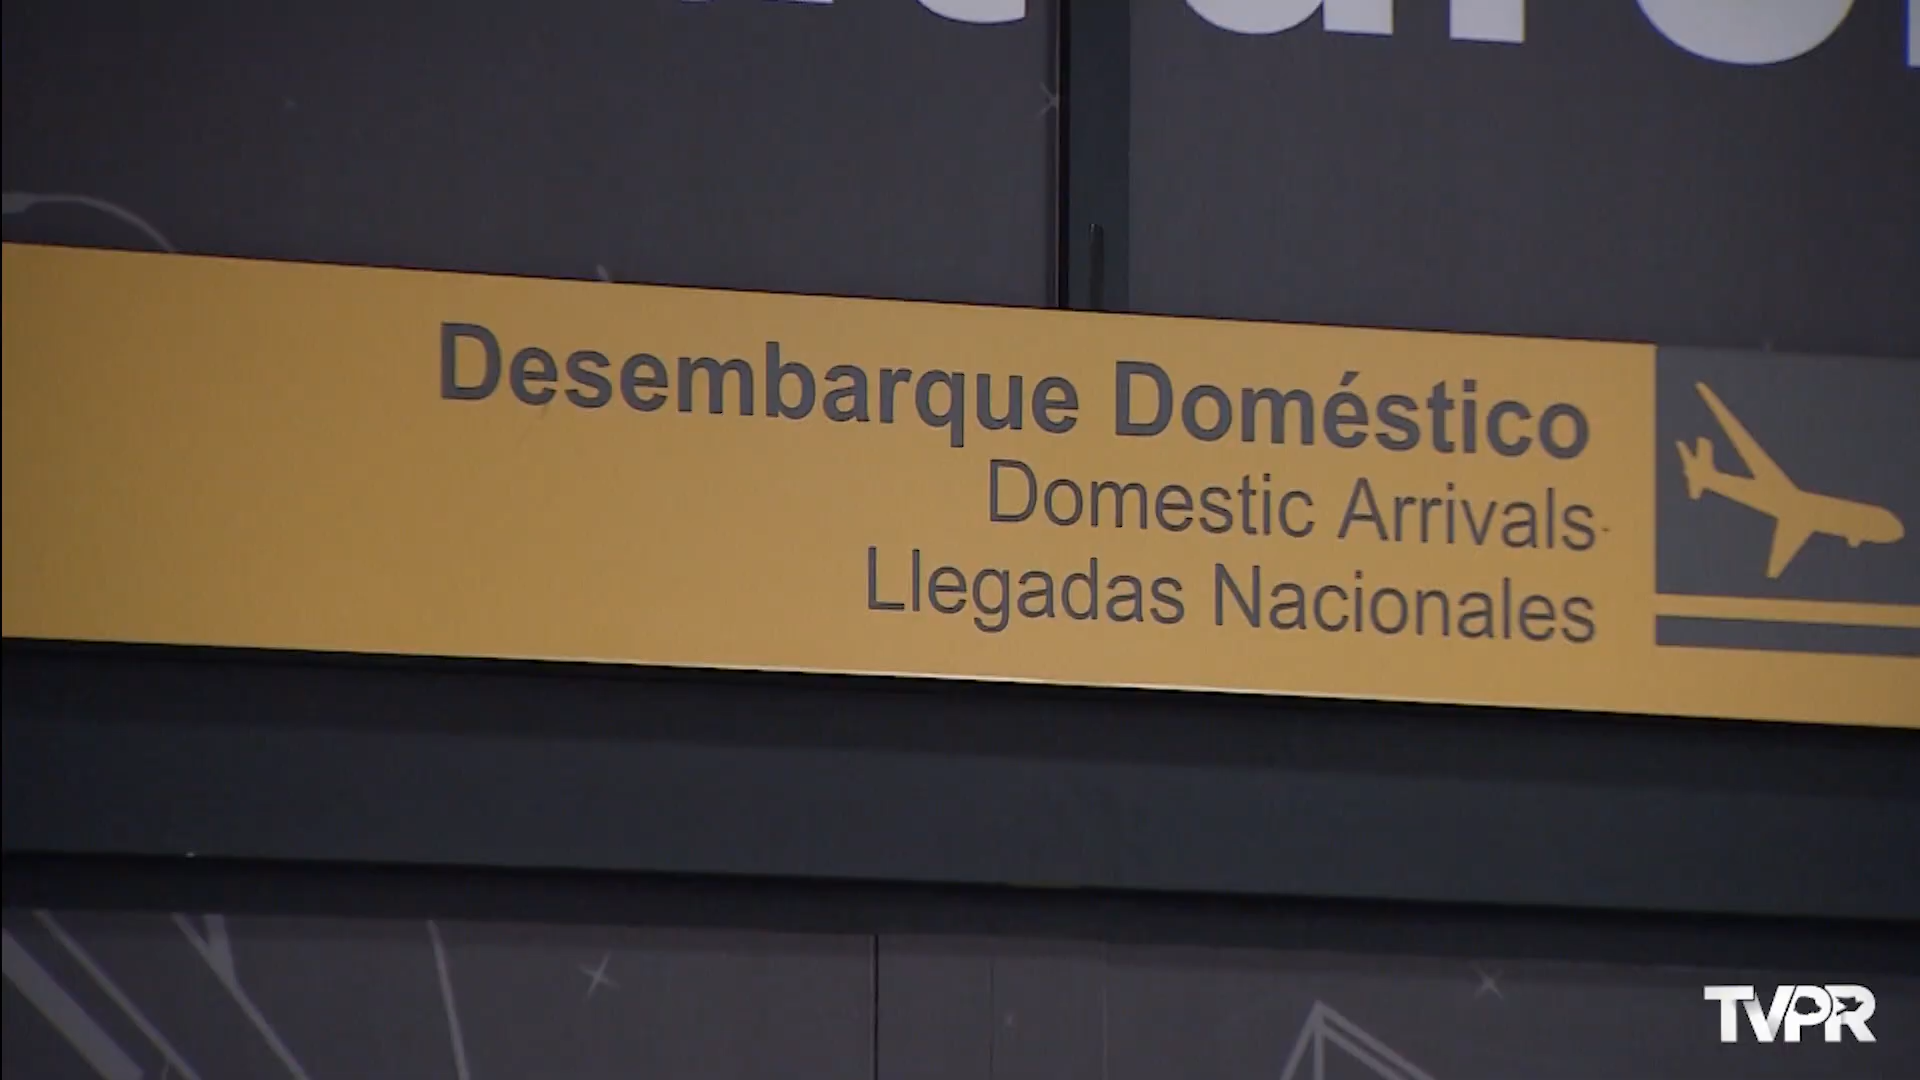 Desembarque Doméstico
Domestic Arrivals
Llegadas Nacionales
TVPR